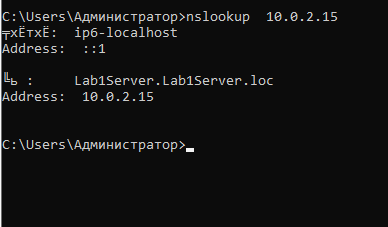 C:\Users\Администратор>nslookup  10.0.2.15
╤хЁтхЁ:  ip6-localhost
Address:  ::1
╚ь :     Lab1Server.Lab1Server.loc
Address:  10.0.2.15
C:\Users\Администратор>